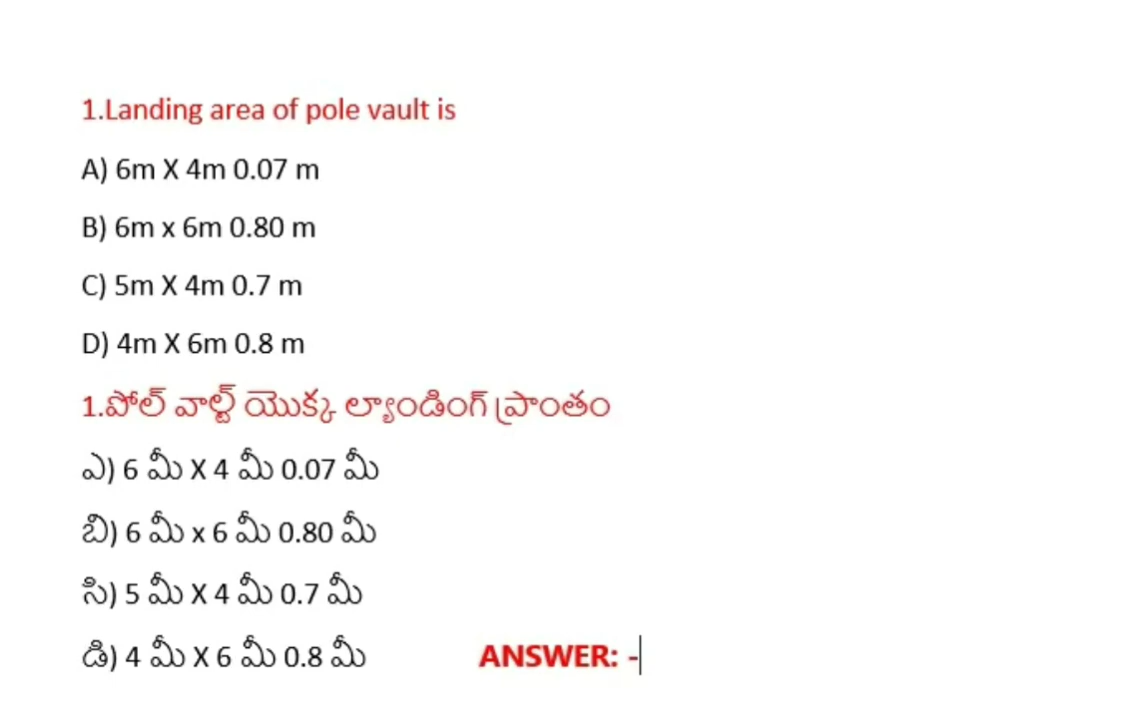 1.Landing area of pole vault is
A) 6m X 4m 0.07 m
B) 6m x 6m 0.80 m
C) 5m X 4m 0.7 m
D) 4m X 6m 0.8 m
1.పోల్ వాల్ట్ యొక్క ల్యాండింగ్ ప్రాంతం
ఎ) 6 మీ X 4 మీ 0.07 మీ
బి) 6 మీ x 6 మీ 0.80 మీ
సి) 5 మీ X 4 మీ 0.7 మీ
డి) 4 మీ X 6 మీ 0.8 మీ ANSWER: -